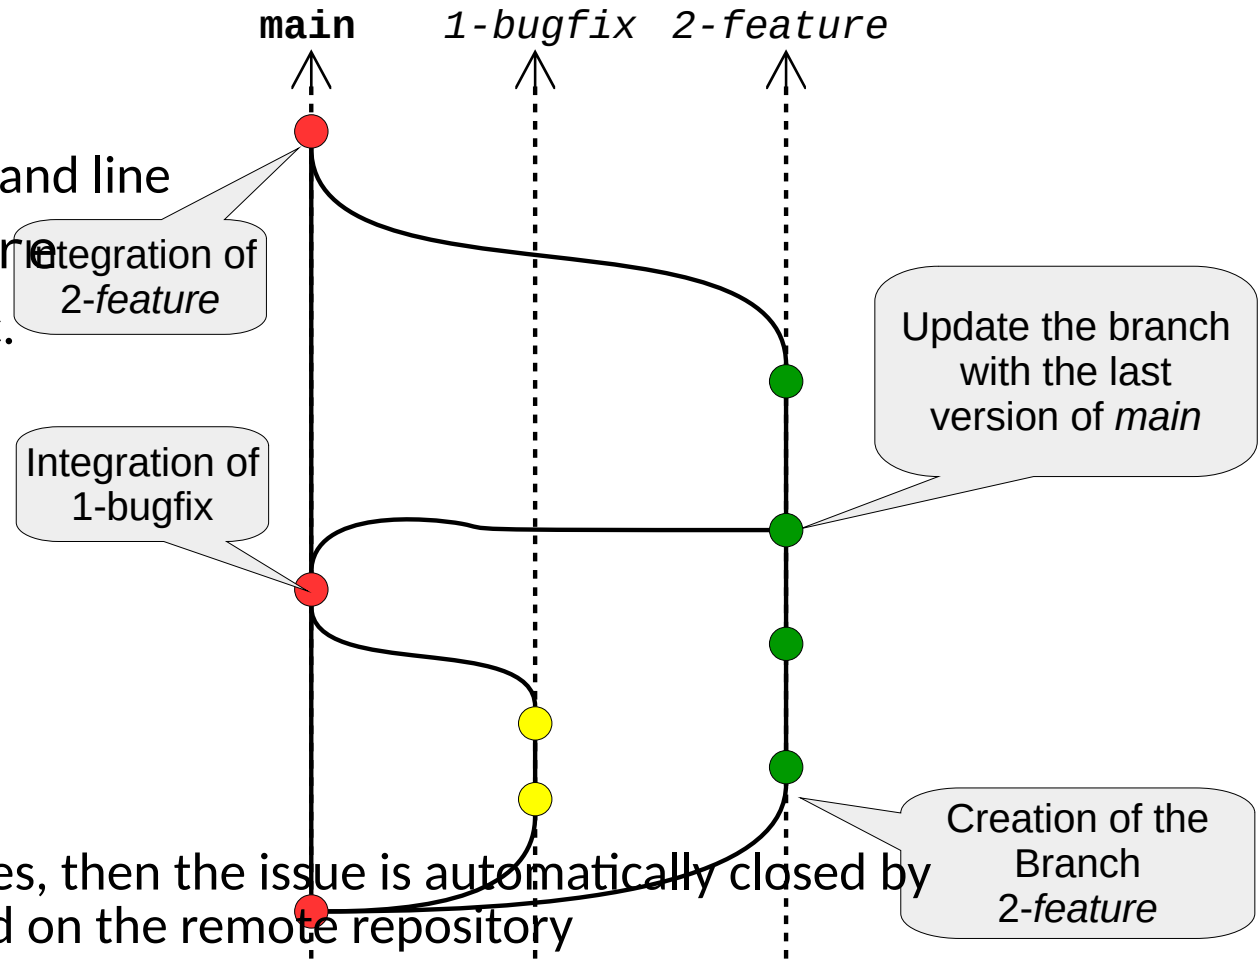 main 1-bugfix 2-feature
and line
re
Integration of
2-feature
Update the branch
with the last
version of main
Integration of
1-bugfix
Creation of the
Branch
2-feature
es, then the issue is automatically closed by
d on the remote repository